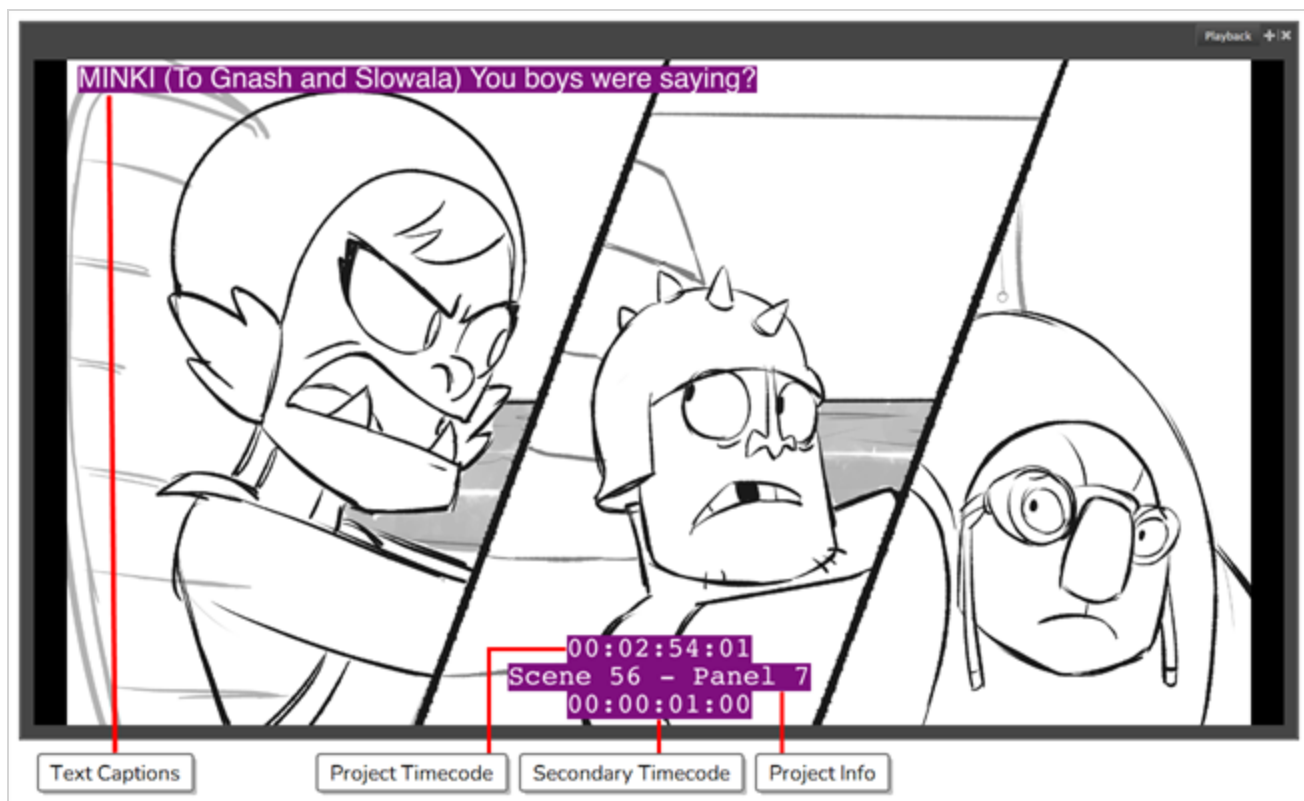 Playback
MINKI (To Gnash and Slowala) You boys were saying?
00:02:54:01
Scene 56 - Panel 7
00:00:01:00
Text Captions
Project Timecode
Secondary Timecode
Project Info